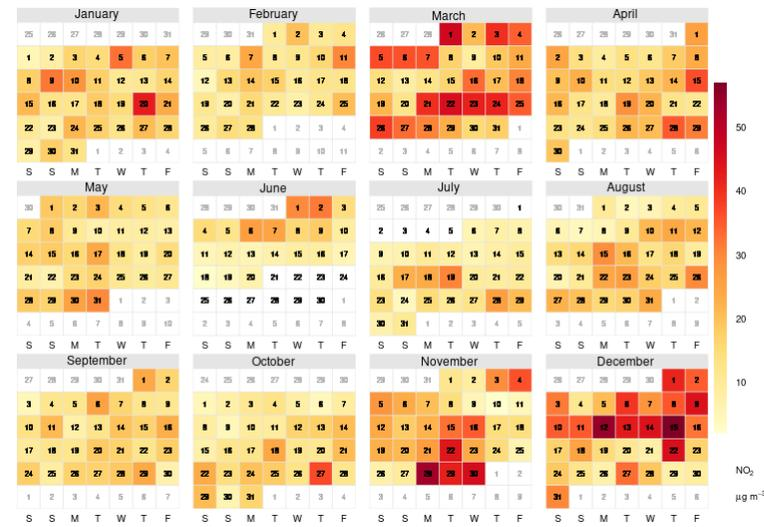 January
25 26 27 28 29 30 31
1 2 3 4 5 6 7
8 9 10 11 12 13 14
15 16 17 18 19 20 21
22 23 24 25 26 27 28
29 30 31 1 2 3 4
S S M T W T F
February
29 30 31 1 2 3 4
5 6 7 8 9 10 11
12 13 14 15 16 17 18
19 20 21 22 23 24 25
26 27 28 1 2 3 4
5 6 7 8 9 10 11
S S M T W T F
March
26 27 28 1 2 3 4
5 6 7 8 9 10 11
12 13 14 15 16 17 18
19 20 21 22 23 24 25
26 27 28 29 30 31 1
2 3 4 5 6 7 8
S S M T W T F
April
26 27 28 29 30 31 1
2 3 4 5 6 7 8
9 10 11 12 13 14 15
16 17 18 19 20 21 22
23 24 25 26 27 28 29
30 1 2 3 4 5 6
S S M T W T F
May
30 1 2 3 4 5 6
7 8 9 10 11 12 13
14 15 16 17 18 19 20
21 22 23 24 25 26 27
28 29 30 31 1 2 3
4 5 6 7 8 9 10
S S M T W T F
June
28 29 30 31 1 2 3
4 5 6 7 8 9 10
11 12 13 14 15 16 17
18 19 20 21 22 23 24
25 26 27 28 29 30 1
2 3 4 5 6 7 8
S S M T W T F
July
25 26 27 28 29 30 1
2 3 4 5 6 7 8
9 10 11 12 13 14 15
16 17 18 19 20 21 22
23 24 25 26 27 28 29
30 31 1 2 3 4 5
S S M T W T F
August
30 31 1 2 3 4 5
6 7 8 9 10 11 12
13 14 15 16 17 18 19
20 21 22 23 24 25 26
27 28 29 30 31 1 2
3 4 5 6 7 8 9
S S M T W T F
September
27 28 29 30 31 1 2
3 4 5 6 7 8 9
10 11 12 13 14 15 16
17 18 19 20 21 22 23
24 25 26 27 28 29 30
1 2 3 4 5 6 7
S S M T W T F
October
24 25 26 27 28 29 30
1 2 3 4 5 6 7
8 9 10 11 12 13 14
15 16 17 18 19 20 21
22 23 24 25 26 27 28
29 30 31 1 2 3 4
S S M T W T F
November
29 30 31 1 2 3 4
5 6 7 8 9 10 11
12 13 14 15 16 17 18
19 20 21 22 23 24 25
26 27 28 29 30 1 2
3 4 5 6 7 8 9
S S M T W T F
December
26 27 28 29 30 1 2
3 4 5 6 7 8 9
10 11 12 13 14 15 16
17 18 19 20 21 22 23
24 25 26 27 28 29 30
31 1 2 3 4 5 6
S S M T W T F
50
40
30
20
10
NO₂
μg m⁻³